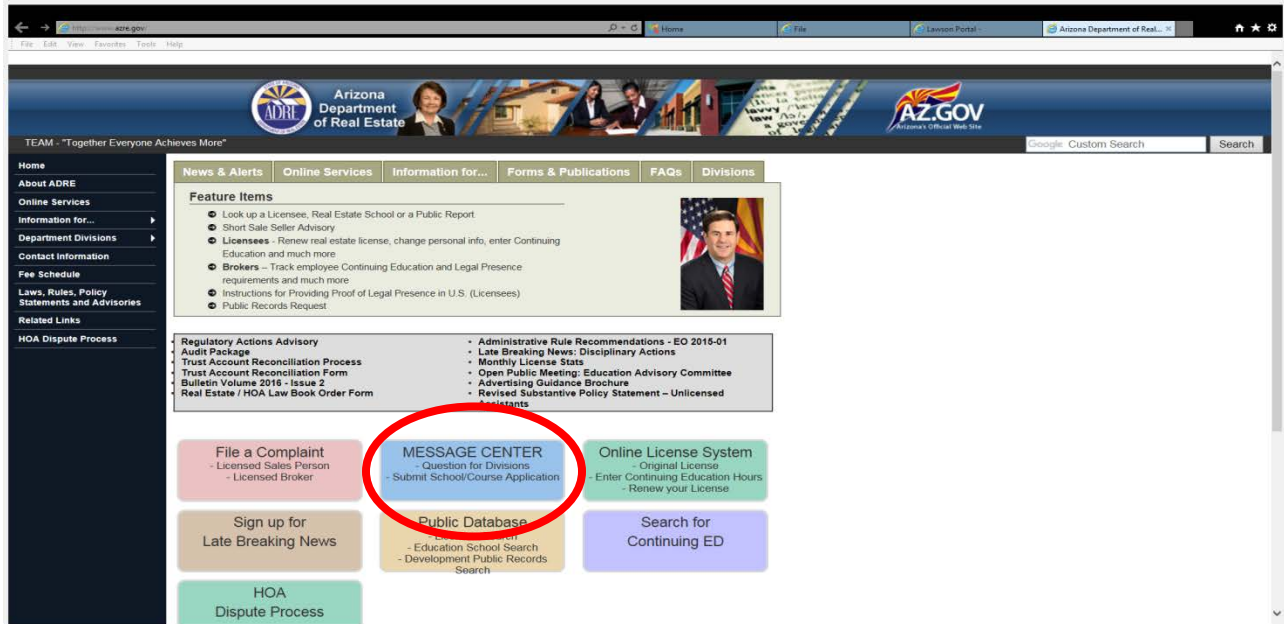 www.azre.gov
Home
File
Lawson Portal -
Arizona Department of Real...
File Edit View Favorites Tools Help
ADRE
Arizona
Department
of Real Estate
AZ.GOV
Arizona's Official Web Site
TEAM - "Together Everyone Achieves More"
Google Custom Search
Search
Home
About ADRE
Online Services
Information for...
Department Divisions
Contact Information
Fee Schedule
Laws, Rules, Policy
Statements and Advisories
Related Links
HOA Dispute Process
News & Alerts
Online Services
Information for...
Forms & Publications
FAQs
Divisions
Feature Items
Look up a Licensee, Real Estate School or a Public Report
Short Sale Seller Advisory
Licensees - Renew real estate license, change personal info, enter Continuing
Education and much more
Brokers – Track employee Continuing Education and Legal Presence
requirements and much more
Instructions for Providing Proof of Legal Presence in U.S. (Licensees)
Public Records Request
Regulatory Actions Advisory
Audit Package
Trust Account Reconciliation Process
Trust Account Reconciliation Form
Bulletin Volume 2016 - Issue 2
Real Estate / HOA Law Book Order Form
Administrative Rule Recommendations - EO 2015-01
Late Breaking News: Disciplinary Actions
Monthly License Stats
Open Public Meeting: Education Advisory Committee
Advertising Guidance Brochure
Revised Substantive Policy Statement – Unlicensed
Assistants
File a Complaint
- Licensed Sales Person
- Licensed Broker
MESSAGE CENTER
- Question for Divisions
- Submit School/Course Application
Online License System
- Original License
- Enter Continuing Education Hours
- Renew your License
Sign up for
Late Breaking News
Public Database
- Education School Search
- Development Public Records
Search
Search for
Continuing ED
HOA
Dispute Process